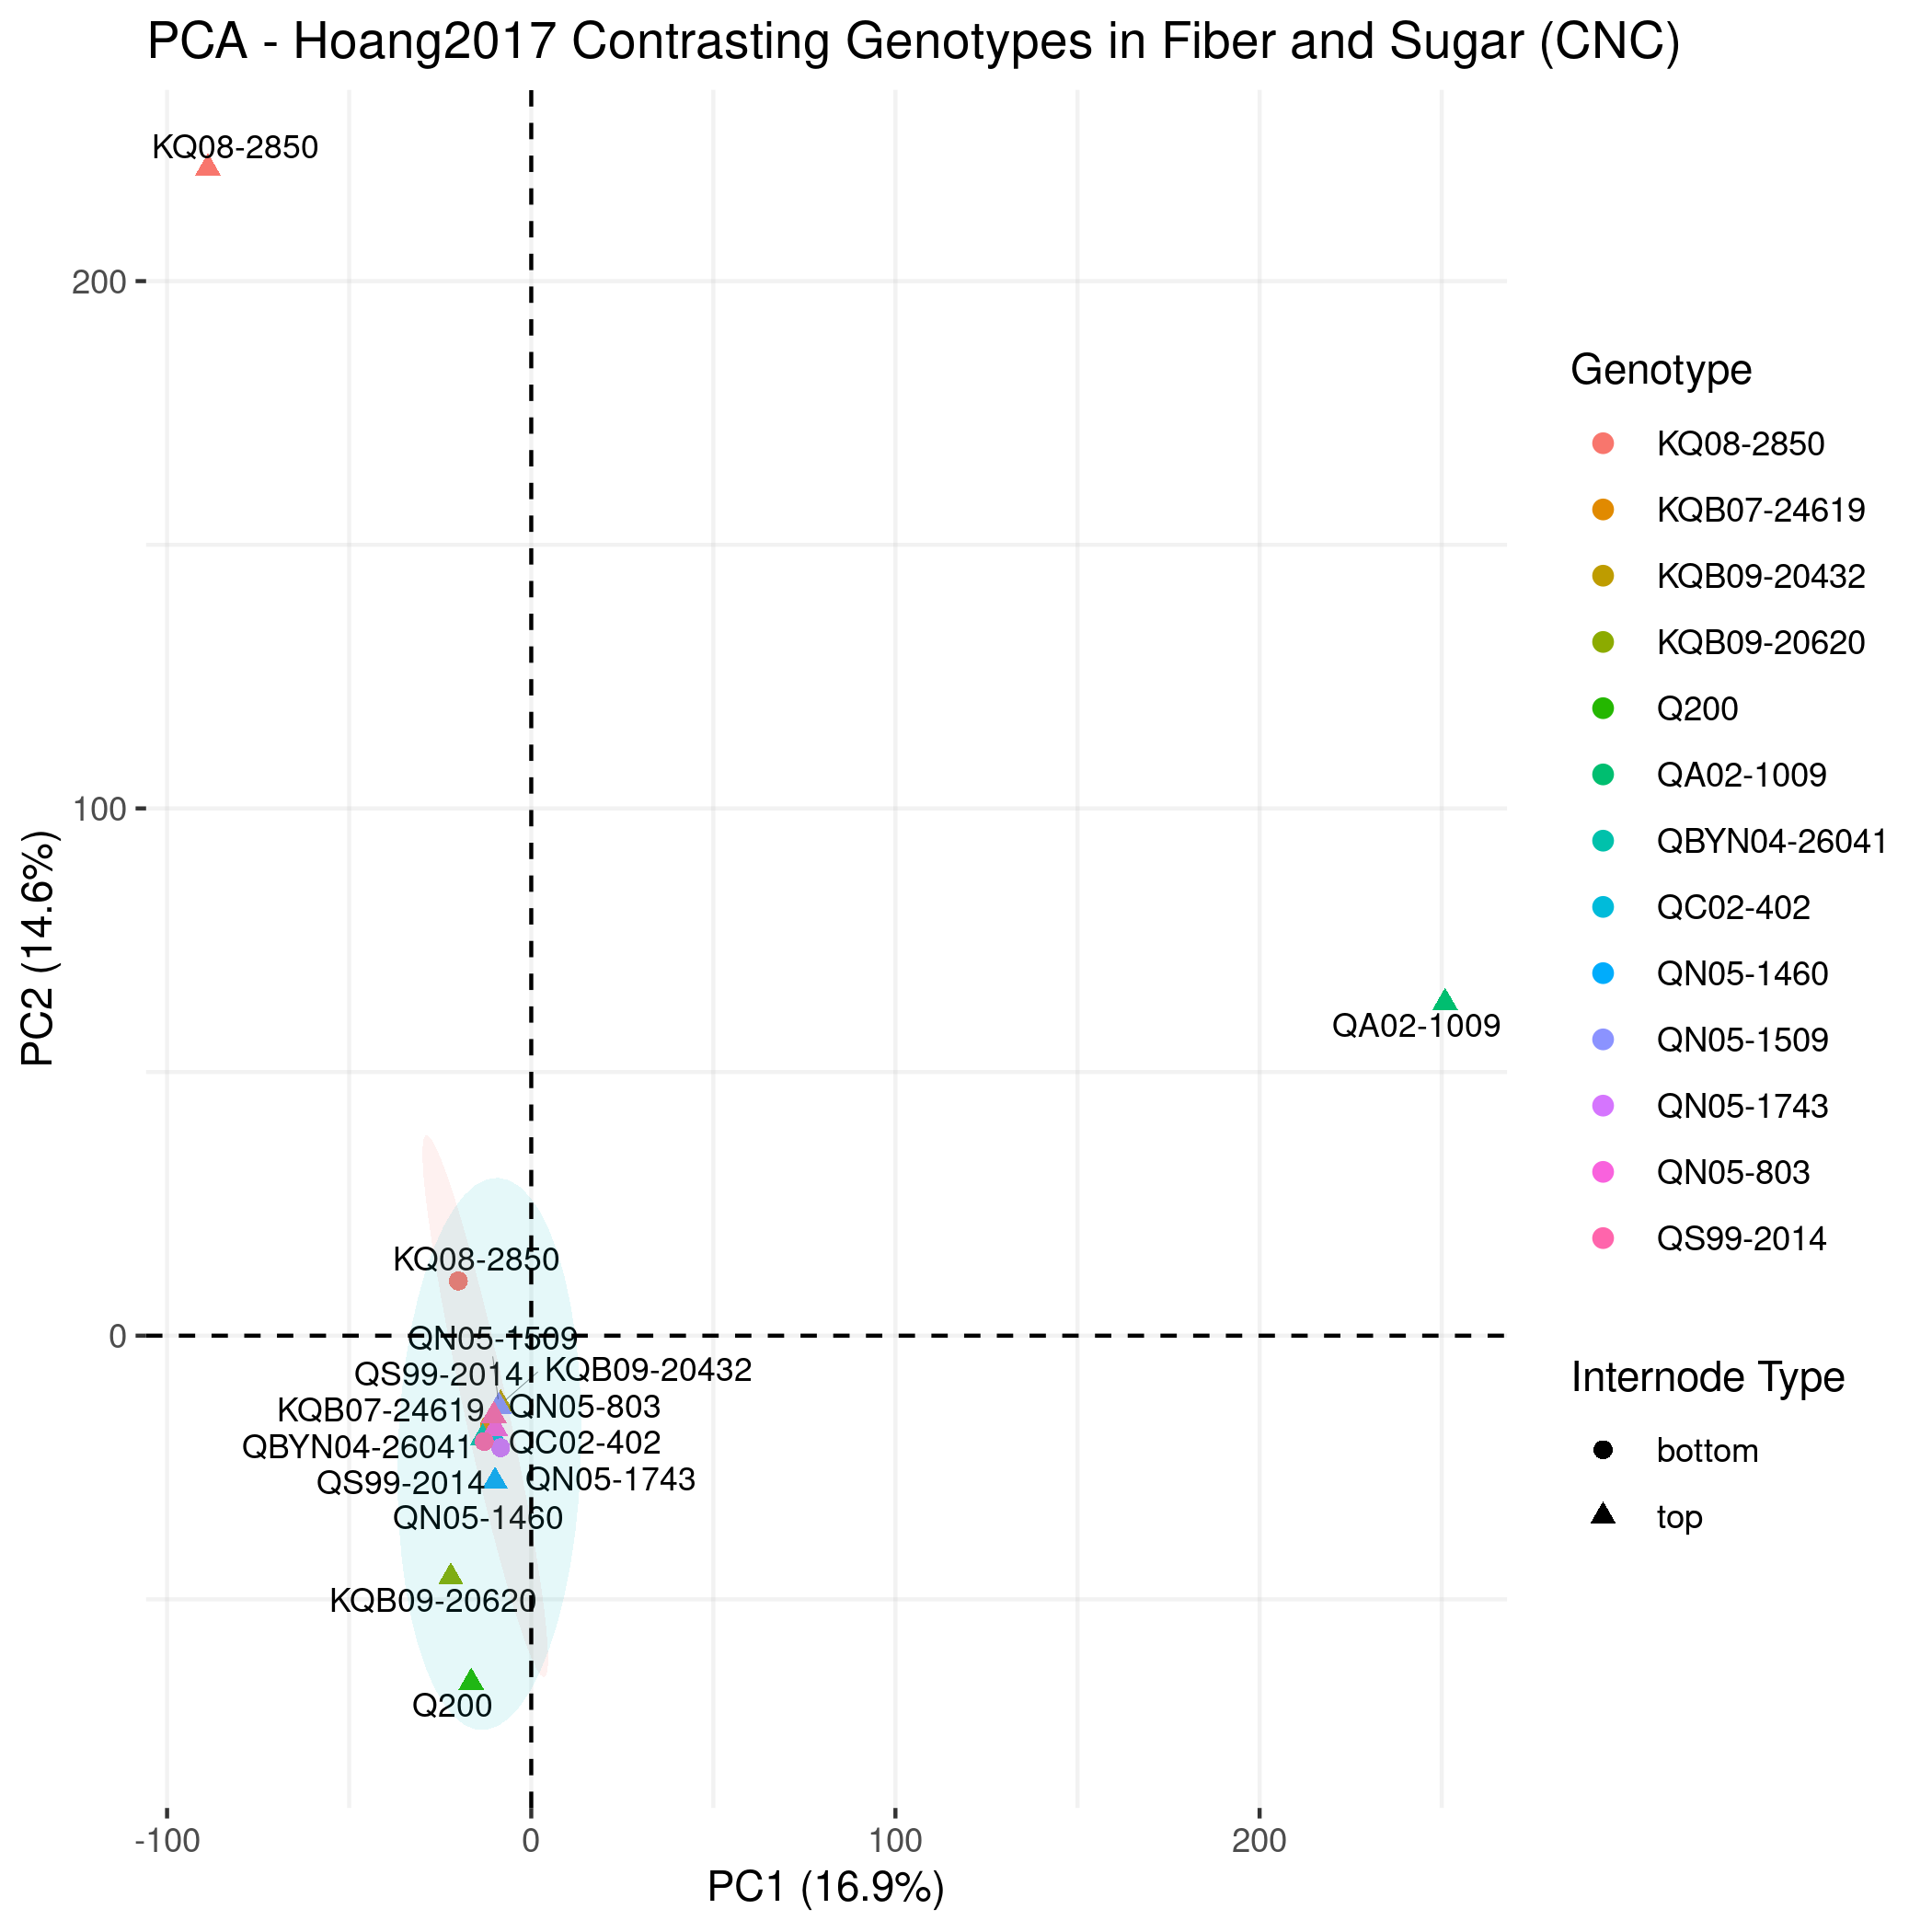 PCA - Hoang2017 Contrasting Genotypes in Fiber and Sugar (CNC)
KQ08-2850
200
100
0
PC2 (14.6%)
QA02-1009
KQ08-2850
QN05-1509
QS99-2014
KQB09-20432
KQB07-24619
QN05-803
QBYN04-26041
QC02-402
QS99-2014
QN05-1743
QN05-1460
KQB09-20620
Q200
-100
0
100
200
PC1 (16.9%)
Genotype
KQ08-2850
KQB07-24619
KQB09-20432
KQB09-20620
Q200
QA02-1009
QBYN04-26041
QC02-402
QN05-1460
QN05-1509
QN05-1743
QN05-803
QS99-2014
Internode Type
bottom
top